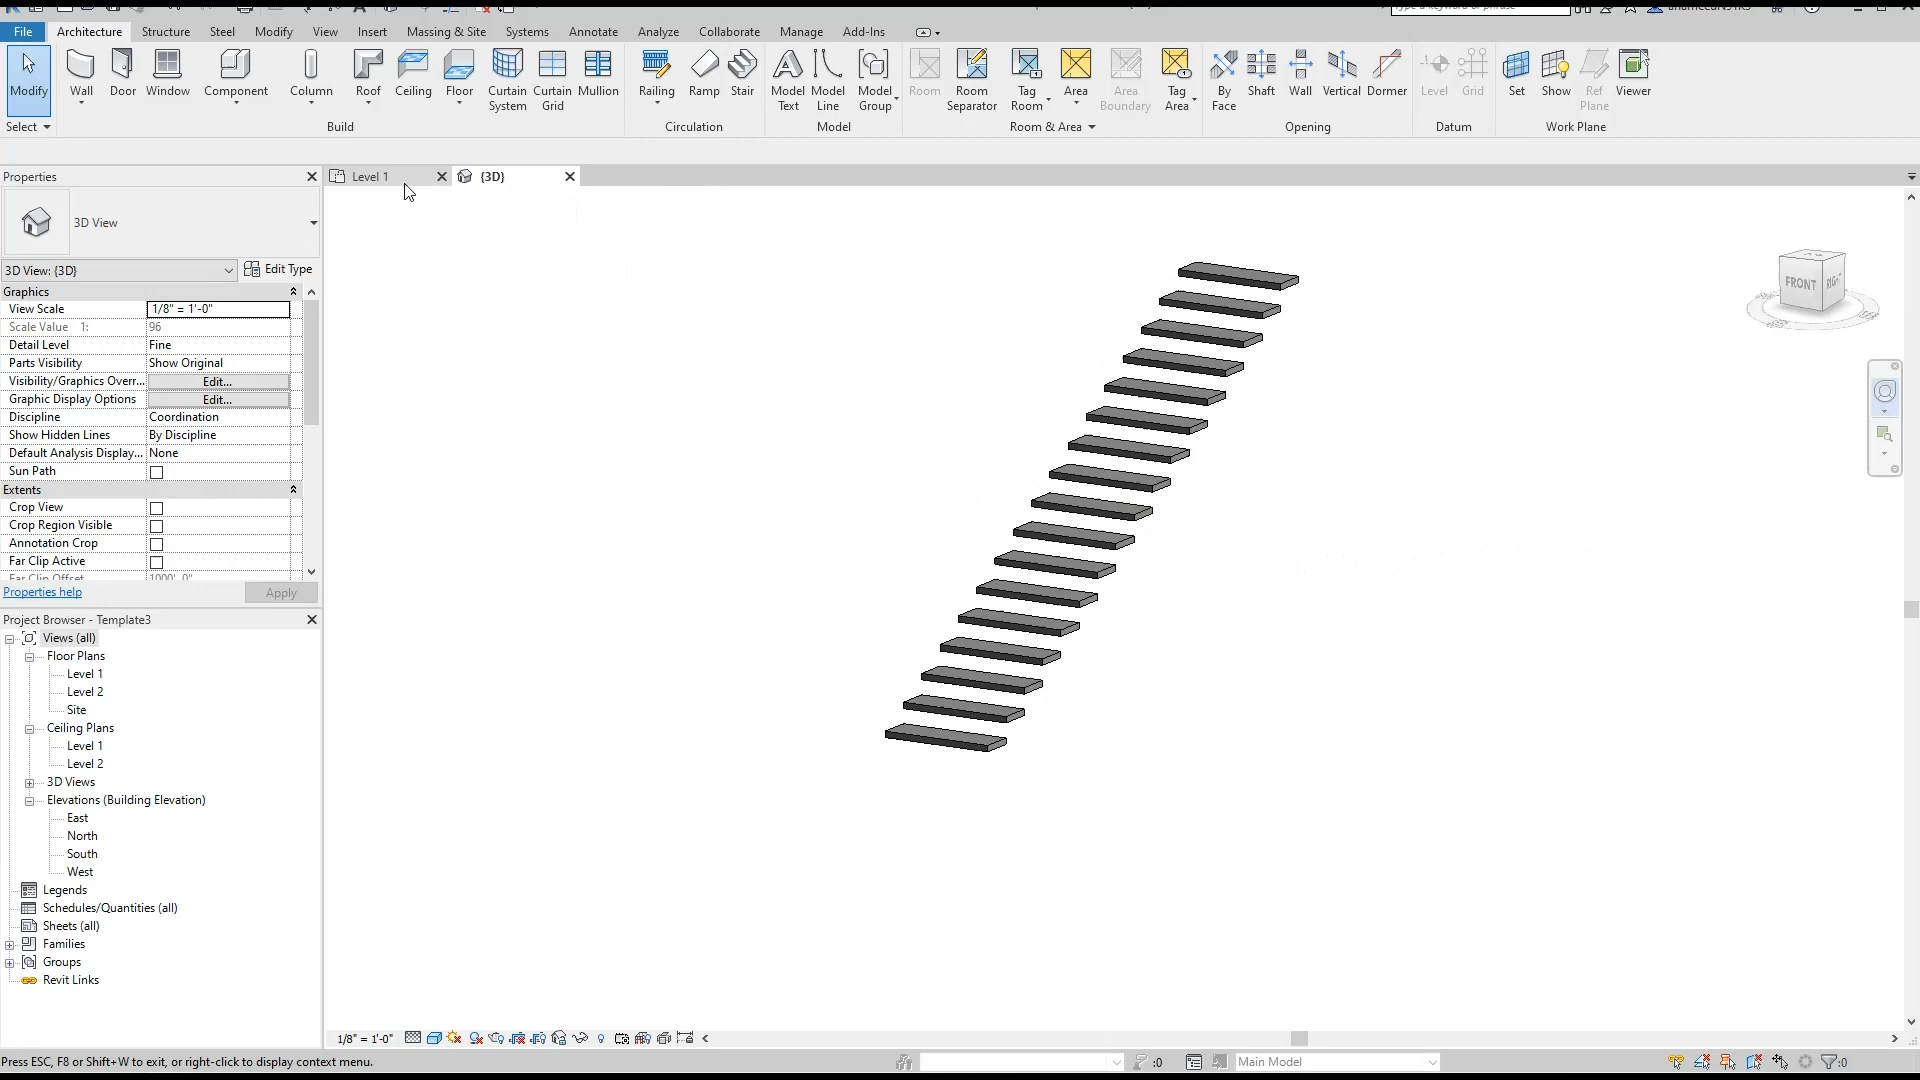 File Architecture Structure Steel Modify View Insert Massing & Site Systems Annotate Analyze Collaborate Manage Add-Ins
Modify Wall Door Window Component Column Roof Ceiling Floor Curtain System Curtain Grid Mullion Railing Ramp Stair Model Text Model Line Model Group Room Room Separator Tag Room Area Area Boundary Tag Area By Face Shaft Wall Vertical Dormer Level Grid Set Show Ref Plane Viewer
Select Build Circulation Model Room & Area Opening Datum Work Plane
Properties
Level 1
{3D}
3D View
3D View: {3D}
Edit Type
Graphics
View Scale 1/8" = 1'-0"
Scale Value 1: 96
Detail Level Fine
Parts Visibility Show Original
Visibility/Graphics Overr... Edit...
Graphic Display Options Edit...
Discipline Coordination
Show Hidden Lines By Discipline
Default Analysis Display... None
Sun Path
Extents
Crop View
Crop Region Visible
Annotation Crop
Far Clip Active
Far Clip Offset 1000' 0"
Properties help
Apply
Project Browser - Template3
Views (all)
Floor Plans
Level 1
Level 2
Site
Ceiling Plans
Level 1
Level 2
3D Views
Elevations (Building Elevation)
East
North
South
West
Legends
Schedules/Quantities (all)
Sheets (all)
Families
Groups
Revit Links
FRONT
RIGHT
1/8" = 1'-0"
Press ESC, F8 or Shift+W to exit, or right-click to display context menu.
:0
Main Model
:0